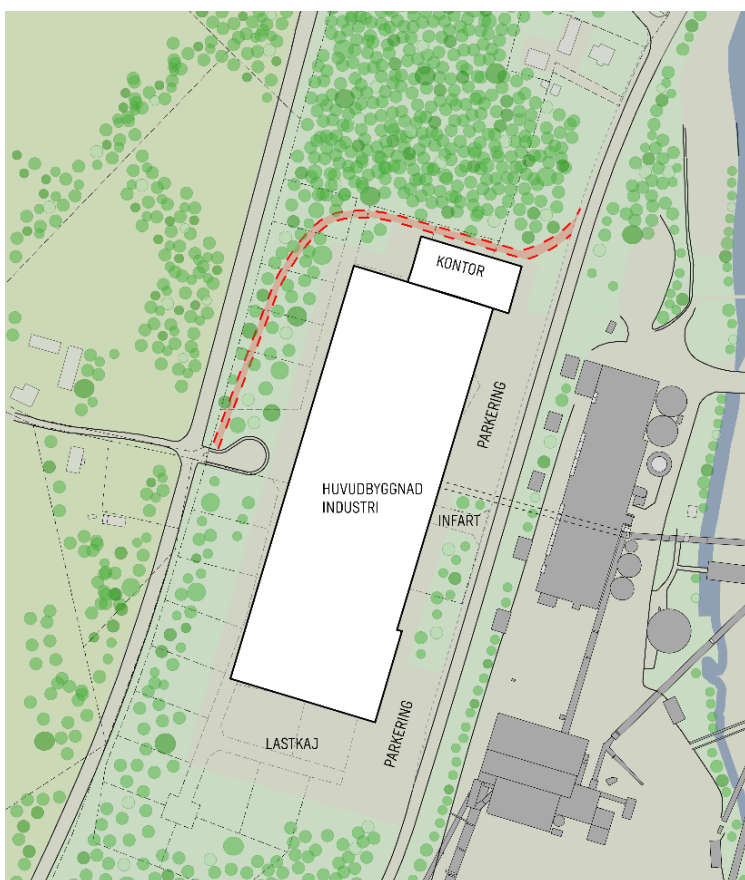 KONTOR
PARKERING
HUVUDBYGGNAD
INDUSTRI
INFART
PARKERING
LASTKAJ